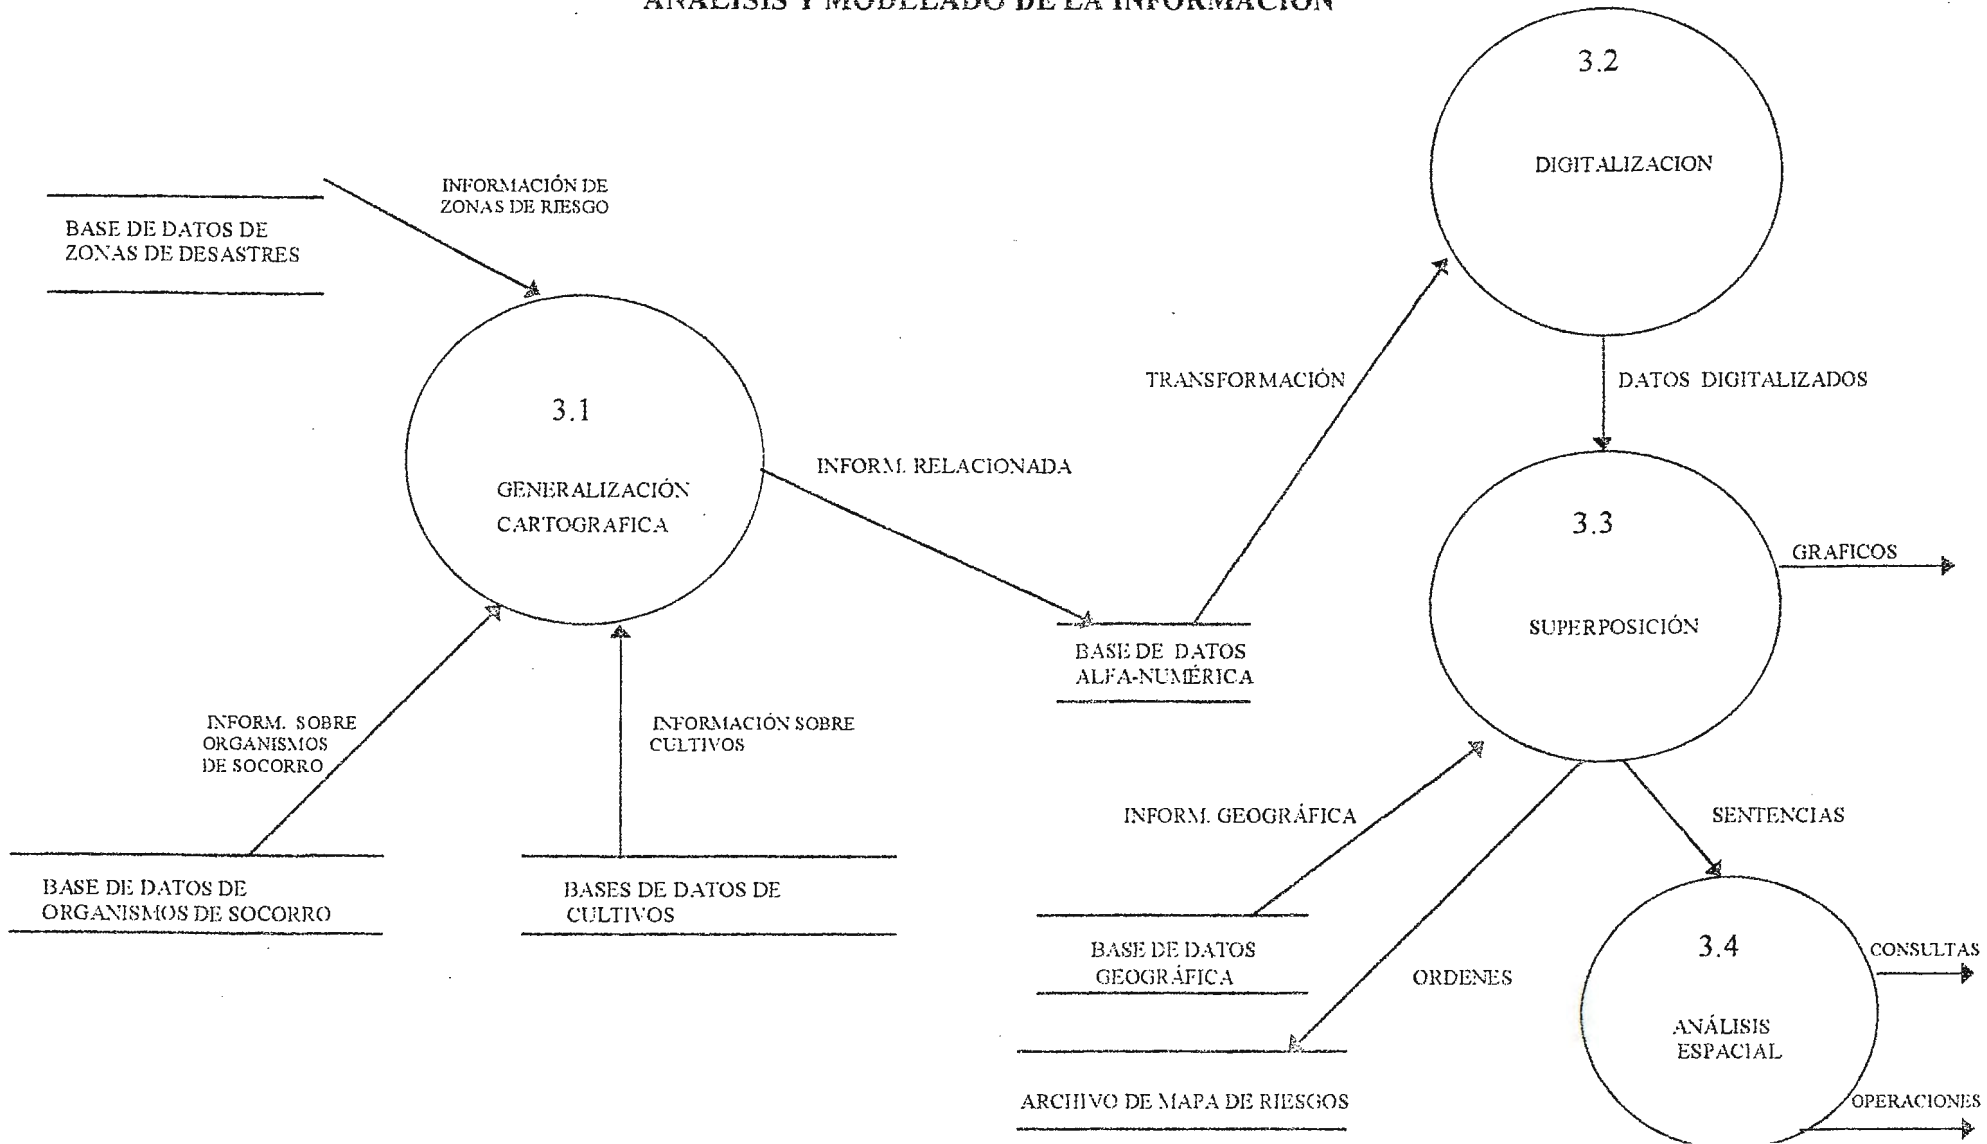 ANALISIS Y MODELADO DE LA INFORMACION
3.2
DIGITALIZACION
INFORMACIÓN DE
ZONAS DE RIESGO
BASE DE DATOS DE
ZONAS DE DESASTRES
TRANSFORMACIÓN
DATOS DIGITALIZADOS
3.1
GENERALIZACIÓN
CARTOGRAFICA
INFORM. RELACIONADA
3.3
SUPERPOSICIÓN
GRAFICOS
BASE DE DATOS
ALFA-NUMÉRICA
INFORM. SOBRE
ORGANISMOS
DE SOCORRO
INFORMACIÓN SOBRE
CULTIVOS
INFORM. GEOGRÁFICA
SENTENCIAS
BASE DE DATOS DE
ORGANISMOS DE SOCORRO
BASES DE DATOS DE
CULTIVOS
BASE DE DATOS
GEOGRÁFICA
ORDENES
3.4
ANÁLISIS
ESPACIAL
CONSULTAS
ARCHIVO DE MAPA DE RIESGOS
OPERACIONES